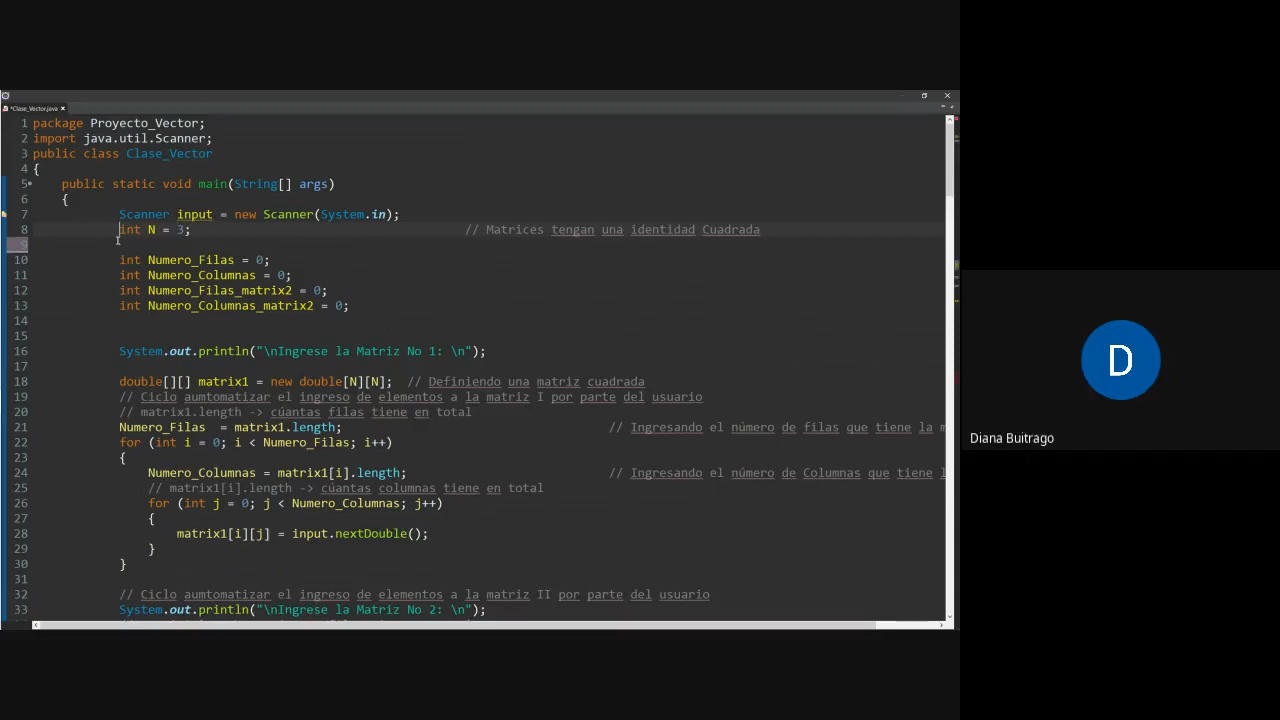 *Clase_Vector.java
1 package Proyecto_Vector;
2 import java.util.Scanner;
3 public class Clase_Vector
4 {
5 public static void main(String[] args)
6 {
7 Scanner input = new Scanner(System.in);
8 int N = 3; // Matrices tengan una identidad Cuadrada
9
10 int Numero_Filas = 0;
11 int Numero_Columnas = 0;
12 int Numero_Filas_matrix2 = 0;
13 int Numero_Columnas_matrix2 = 0;
14
15
16 System.out.println("\nIngrese la Matriz No 1: \n");
17
18 double[][] matrix1 = new double[N][N]; // Definiendo una matriz cuadrada
19 // Ciclo aumtomatizar el ingreso de elementos a la matriz I por parte del usuario
20 // matrix1.length -> cúantas filas tiene en total
21 Numero_Filas = matrix1.length; // Ingresando el número de filas que tiene la m
22 for (int i = 0; i < Numero_Filas; i++)
23 {
24 Numero_Columnas = matrix1[i].length; // Ingresando el número de Columnas que tiene l
25 // matrix1[i].length -> cúantas columnas tiene en total
26 for (int j = 0; j < Numero_Columnas; j++)
27 {
28 matrix1[i][j] = input.nextDouble();
29 }
30 }
31
32 // Ciclo aumtomatizar el ingreso de elementos a la matriz II por parte del usuario
33 System.out.println("\nIngrese la Matriz No 2: \n");
D
Diana Buitrago